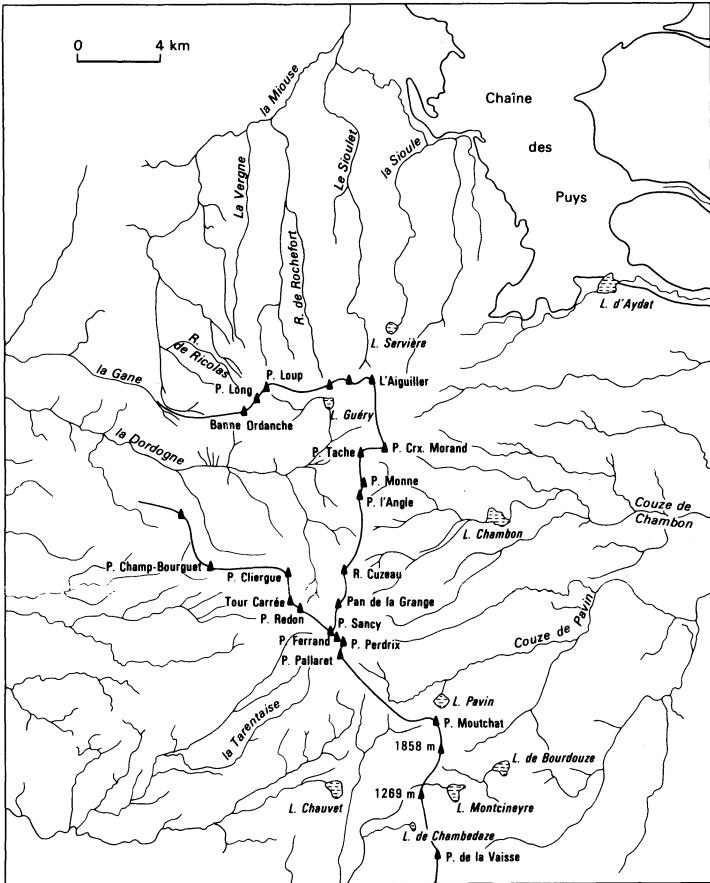 0 4 km
la Miouse
Chaîne
des
Puys
La Vergne
Le Sioulet
la Sioule
R. de Rochefort
L. d'Aydat
L. Servière
R.
de Ricolas
la Gane
P. Long
P. Loup
L'Aiguiller
Banne Ordanche
L. Guéry
la Dordogne
P. Tache
P. Crx. Morand
P. Monne
P. l'Angle
Couze de
Chambon
L. Chambon
P. Champ-Bourguet
P. Cliergue
R. Cuzeau
Tour Carrée
Pan de la Grange
P. Redon
P. Sancy
P. Ferrand
P. Perdrix
P. Pallaret
Couze de Pavin
L. Pavin
P. Moutchat
la Tarentaise
1858 m
L. de Bourdouze
1269 m
L. Chauvet
L. Montcineyre
L. de Chambedaze
P. de la Vaisse